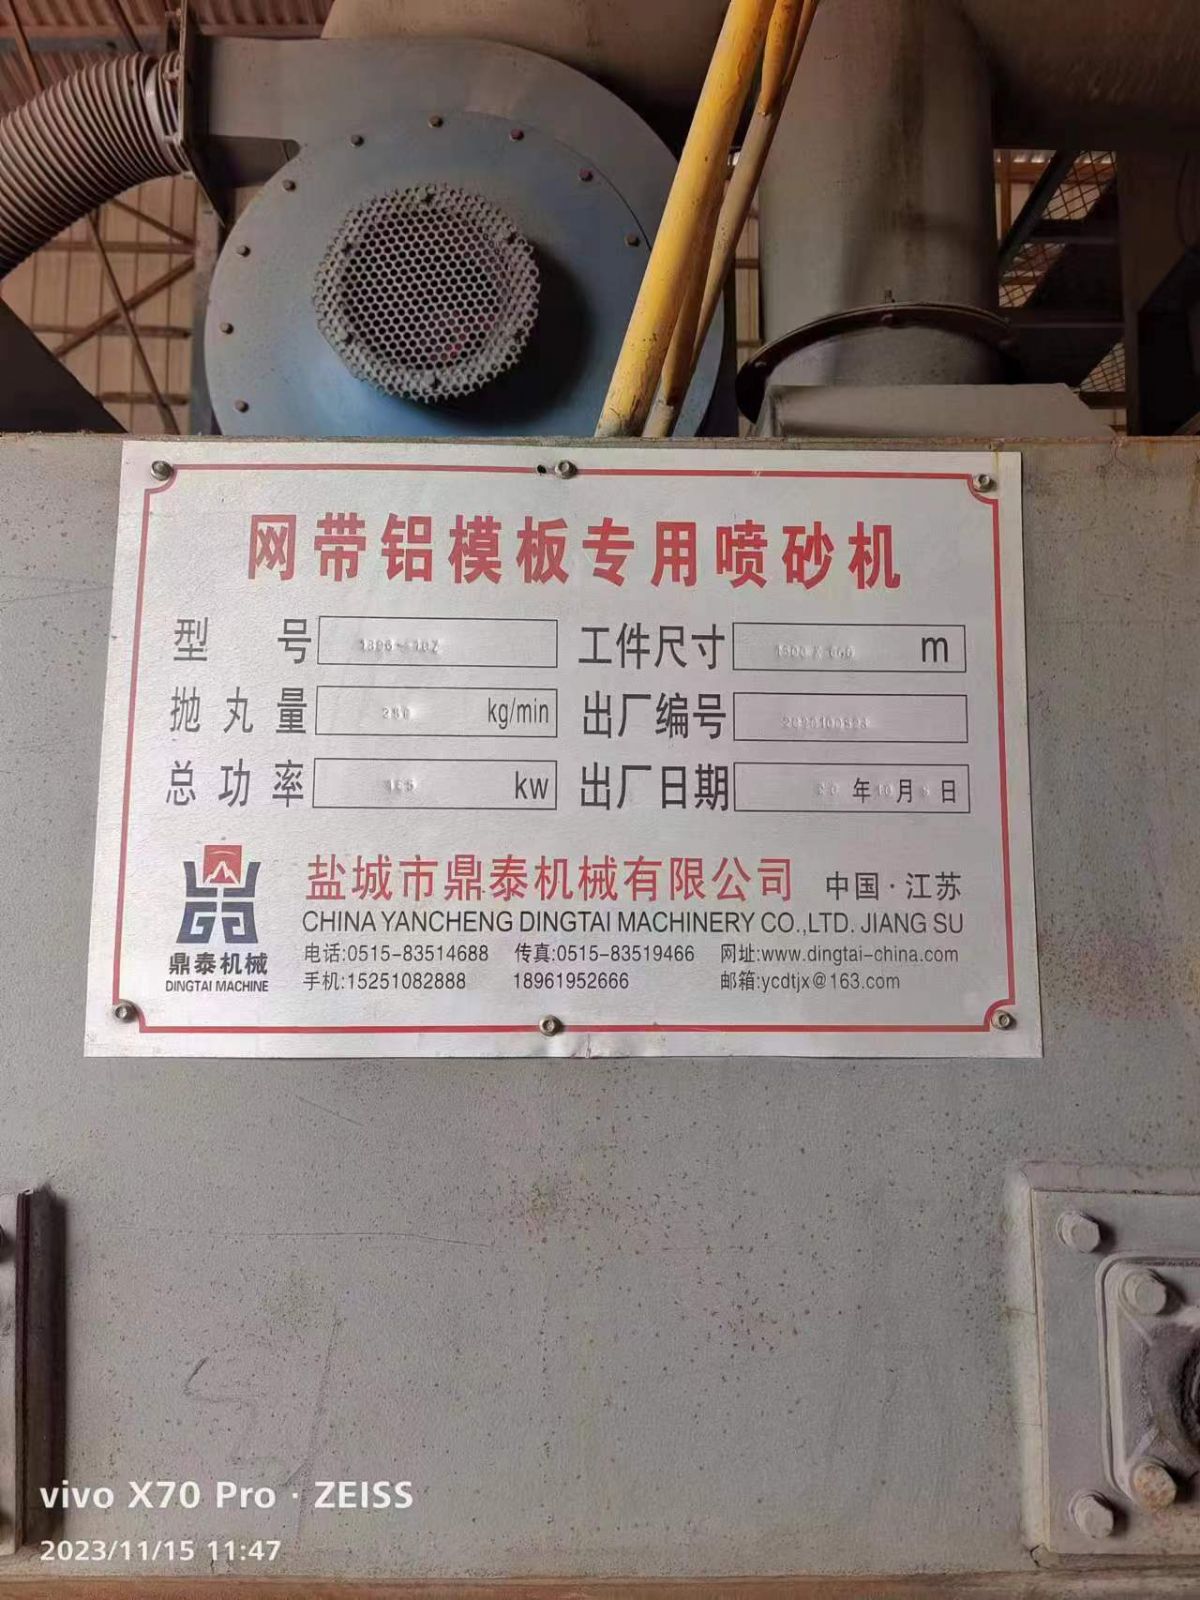 网带铝模板专用喷砂机
型 号 工件尺寸 m
抛丸量 kg/min 出厂编号
总功率 kw 出厂日期 年10月8日
盐城市鼎泰机械有限公司 中国·江苏
CHINA YANCHENG DINGTAI MACHINERY CO.,LTD. JIANG SU
鼎泰机械
DINGTAI MACHINE
电话:0515-83514688 传真:0515-83519466 网址:www.dingtai-china.com
手机:15251082888 18961952666 邮箱:ycdtjx@163.com
vivo X70 Pro · ZEISS
2023/11/15 11:47